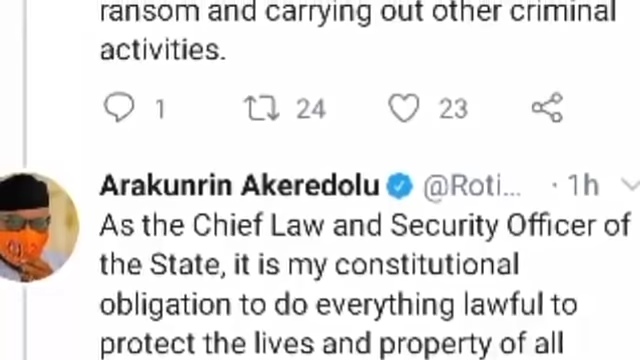 ransom and carrying out other criminal
activities.
1 24 23
Arakunrin Akeredolu @Roti... · 1h
As the Chief Law and Security Officer of
the State, it is my constitutional
obligation to do everything lawful to
protect the lives and property of all